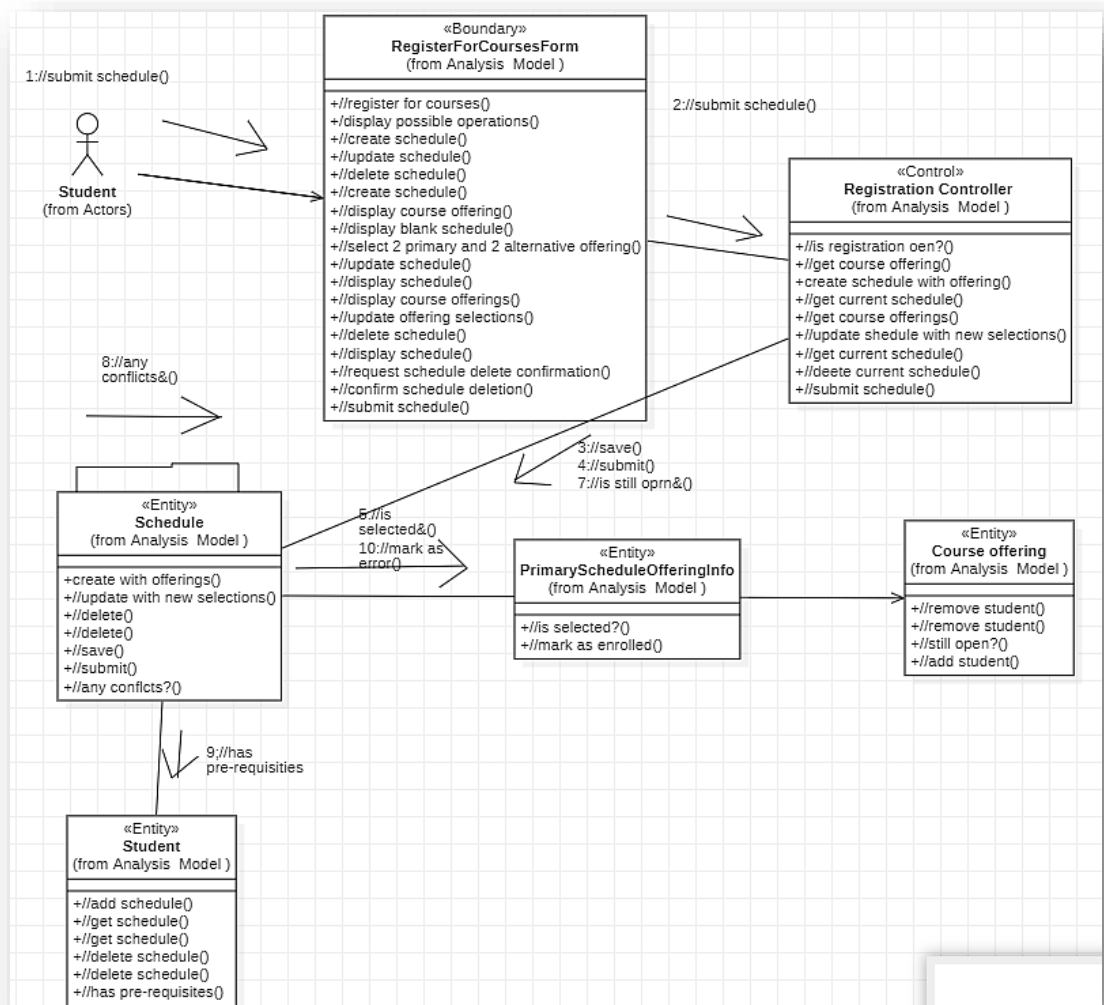 1://submit schedule()
Student
(from Actors)
«Boundary»
RegisterForCoursesForm
(from Analysis Model )
+//register for courses()
+/display possible operations()
+//create schedule()
+//update schedule()
+//delete schedule()
+//create schedule()
+//display course offering()
+//display blank schedule()
+//select 2 primary and 2 alternative offering()
+//update schedule()
+//display schedule()
+//display course offerings()
+//update offering selections()
+//delete schedule()
+//display schedule()
+//request schedule delete confirmation()
+//confirm schedule deletion()
+//submit schedule()
2://submit schedule()
«Control»
Registration Controller
(from Analysis Model )
+//is registration oen?()
+//get course offering()
+create schedule with offering()
+//get current schedule()
+//get course offerings()
+//update shedule with new selections()
+//get current schedule()
+//deete current schedule()
+//submit schedule()
8://any
conflicts&()
3://save()
4://submit()
7://is still oprn&()
«Entity»
Schedule
(from Analysis Model )
+create with offerings()
+//update with new selections()
+//delete()
+//delete()
+//save()
+//submit()
+//any conflcts?()
5://is
selected&()
10://mark as
error()
«Entity»
PrimaryScheduleOfferingInfo
(from Analysis Model )
+//is selected?()
+//mark as enrolled()
«Entity»
Course offering
(from Analysis Model )
+//remove student()
+//remove student()
+//still open?()
+//add student()
9;//has
pre-requisities
«Entity»
Student
(from Analysis Model )
+//add schedule()
+//get schedule()
+//get schedule()
+//delete schedule()
+//delete schedule()
+//has pre-requisites()